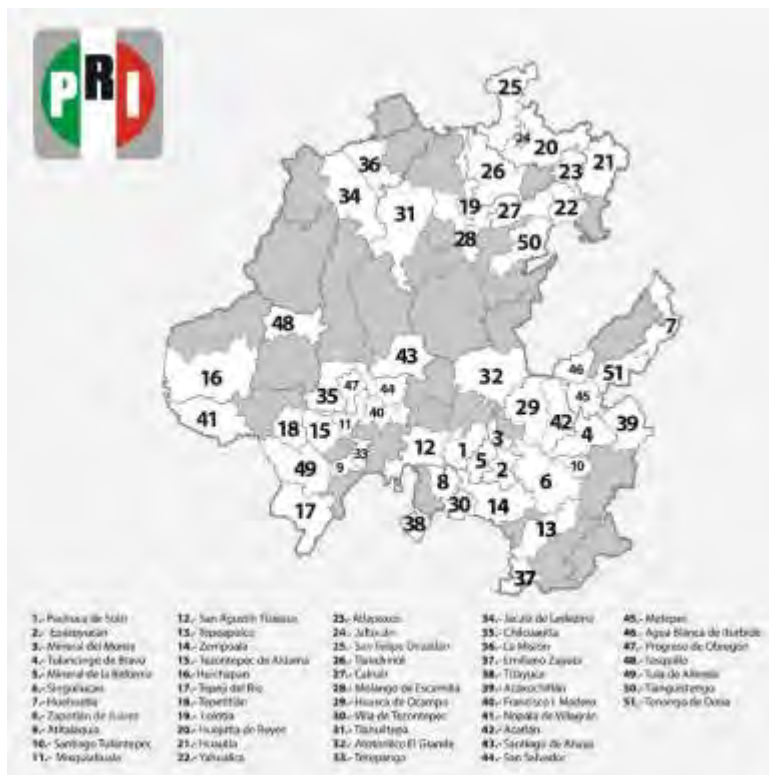 PRI
25
24
20
21
36
26
23
34
31
19
27
22
28
50
7
48
43
46
32
51
16
47
44
45
35
29
39
41
40
42
18
15
11
3
4
12
1
33
5
10
49
9
2
6
8
30
14
17
38
13
37
1.- Pachuca de Soto
2.- Epazoyucan
3.- Mineral del Monte
4.- Tulancingo de Bravo
5.- Mineral de la Reforma
6.- Singuilucan
7.- Huehuetla
8.- Zapotlán de Juárez
9.- Atitalaquia
10.- Santiago Tulantepec
11.- Mixquiahuala
12.- San Agustín Tlaxiaca
13.- Tepeapulco
14.- Zempoala
15.- Tezontepec de Aldama
16.- Huichapan
17.- Tepeji del Río
18.- Tepetitlán
19.- Lolotla
20.- Huejutla de Reyes
21.- Huautla
22.- Yahualica
23.- Atlapexco
24.- Jaltocán
25.- San Felipe Orizatlán
26.- Tlanchinol
27.- Calnali
28.- Molango de Escamilla
29.- Huasca de Ocampo
30.- Villa de Tezontepec
31.- Tlahuiltepa
32.- Atotonilco El Grande
33.- Tetepango
34.- Jacala de Ledezma
35.- Chilcuautla
36.- La Misión
37.- Emiliano Zapata
38.- Tizayuca
39.- Acaxochitlán
40.- Francisco I. Madero
41.- Nopala de Villagrán
42.- Acatlán
43.- Santiago de Anaya
44.- San Salvador
45.- Metepec
46.- Agua Blanca de Iturbide
47.- Progreso de Obregón
48.- Tasquillo
49.- Tula de Allende
50.- Tianguistengo
51.- Tenango de Doria